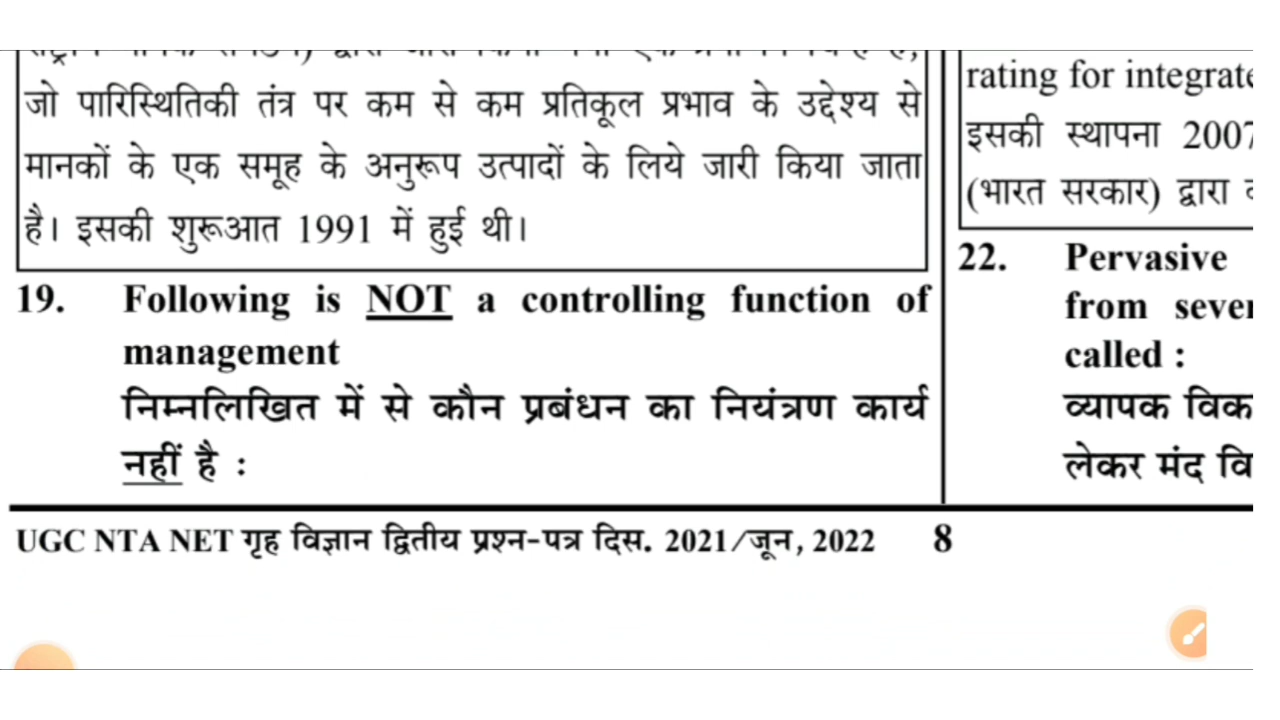 जो पारिस्थितिकी तंत्र पर कम से कम प्रतिकूल प्रभाव के उद्देश्य से
मानकों के एक समूह के अनुरूप उत्पादों के लिये जारी किया जाता
है। इसकी शुरूआत 1991 में हुई थी।
19. Following is NOT a controlling function of
management
निम्नलिखित में से कौन प्रबंधन का नियंत्रण कार्य
नहीं है :
rating for integrate
इसकी स्थापना 2007
(भारत सरकार) द्वारा
22. Pervasive
from sever
called :
व्यापक विक
लेकर मंद वि
UGC NTA NET गृह विज्ञान द्वितीय प्रश्न-पत्र दिस. 2021/जून, 2022 8